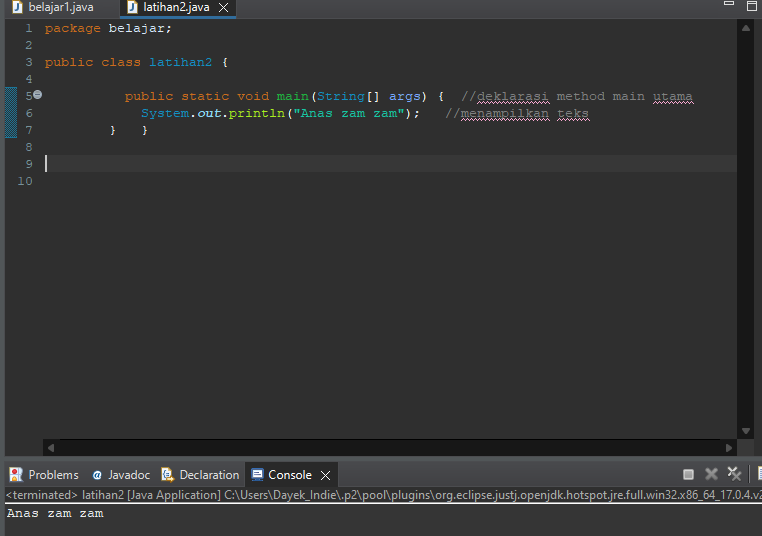 belajar1.java latihan2.java
1 package belajar;
2
3 public class latihan2 {
4
5 public static void main(String[] args) { //deklarasi method main utama
6 System.out.println("Anas zam zam"); //menampilkan teks
7 } }
8
9
10
Problems @ Javadoc Declaration Console
<terminated> latihan2 [Java Application] C:\Users\Dayek_Indie\.p2\pool\plugins\org.eclipse.justj.openjdk.hotspot.jre.full.win32.x86_64_17.0.4.v2
Anas zam zam